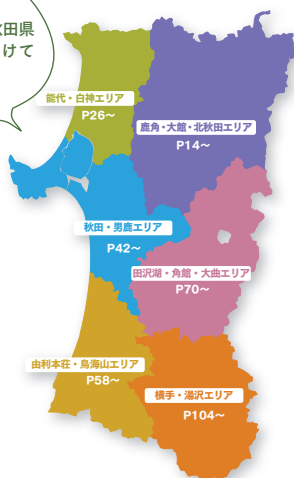 秋田県
けて
能代・白神エリア
P26〜
鹿角・大館・北秋田エリア
P14〜
秋田・男鹿エリア
P42〜
田沢湖・角館・大曲エリア
P70〜
由利本荘・鳥海山エリア
P58〜
横手・湯沢エリア
P104〜